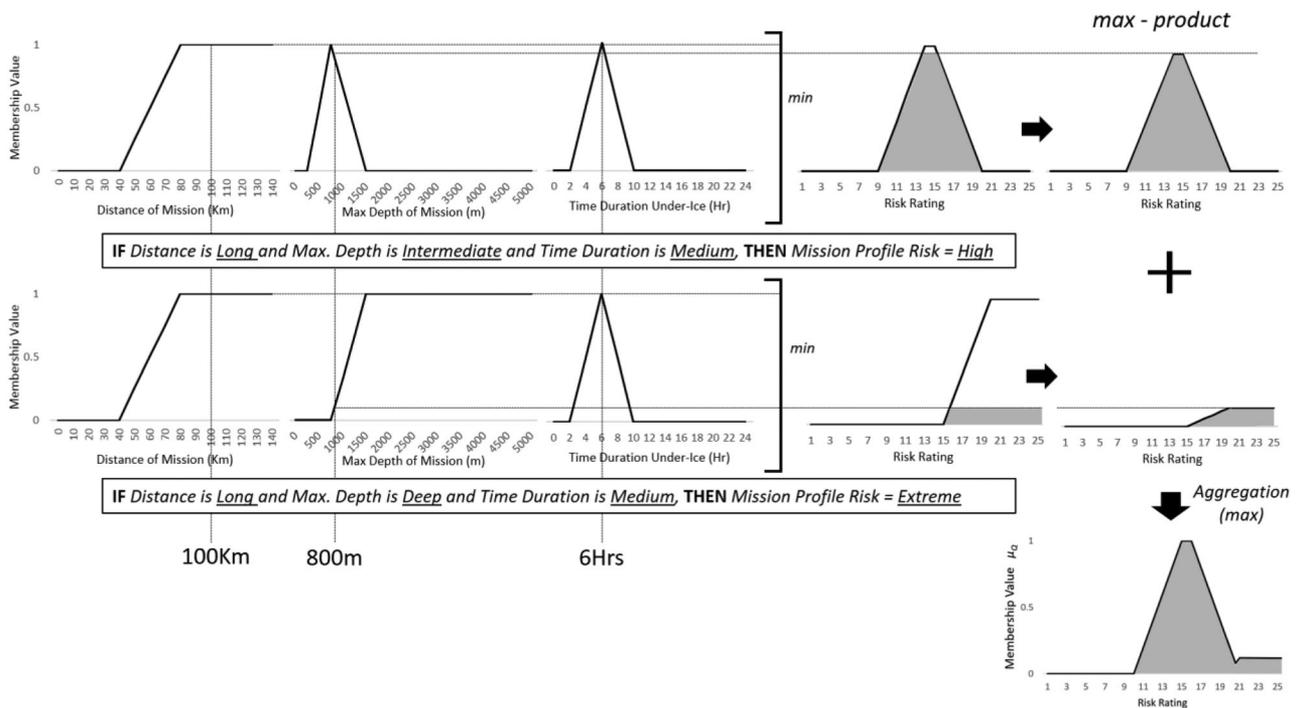 max - product
Membership Value
1
0.5
0
0 10 20 30 40 50 60 70 80 90 100 110 120 130 140
Distance of Mission (Km)
0 500 1000 1500 2000 2500 3000 3500 4000 4500 5000
Max Depth of Mission (m)
0 2 4 6 8 10 12 14 16 18 20 22 24
Time Duration Under-Ice (Hr)
min
1 3 5 7 9 11 13 15 17 19 21 23 25
Risk Rating
1 3 5 7 9 11 13 15 17 19 21 23 25
Risk Rating
IF Distance is Long and Max. Depth is Intermediate and Time Duration is Medium, THEN Mission Profile Risk = High
+
Membership Value
1
0.5
0
0 10 20 30 40 50 60 70 80 90 100 110 120 130 140
Distance of Mission (Km)
0 500 1000 1500 2000 2500 3000 3500 4000 4500 5000
Max Depth of Mission (m)
0 2 4 6 8 10 12 14 16 18 20 22 24
Time Duration Under-Ice (Hr)
min
1 3 5 7 9 11 13 15 17 19 21 23 25
Risk Rating
1 3 5 7 9 11 13 15 17 19 21 23 25
Risk Rating
IF Distance is Long and Max. Depth is Deep and Time Duration is Medium, THEN Mission Profile Risk = Extreme
Aggregation
(max)
100Km
800m
6Hrs
Membership Value
1
0.5
0
1 3 5 7 9 11 13 15 17 19 21 23 25
Risk Rating